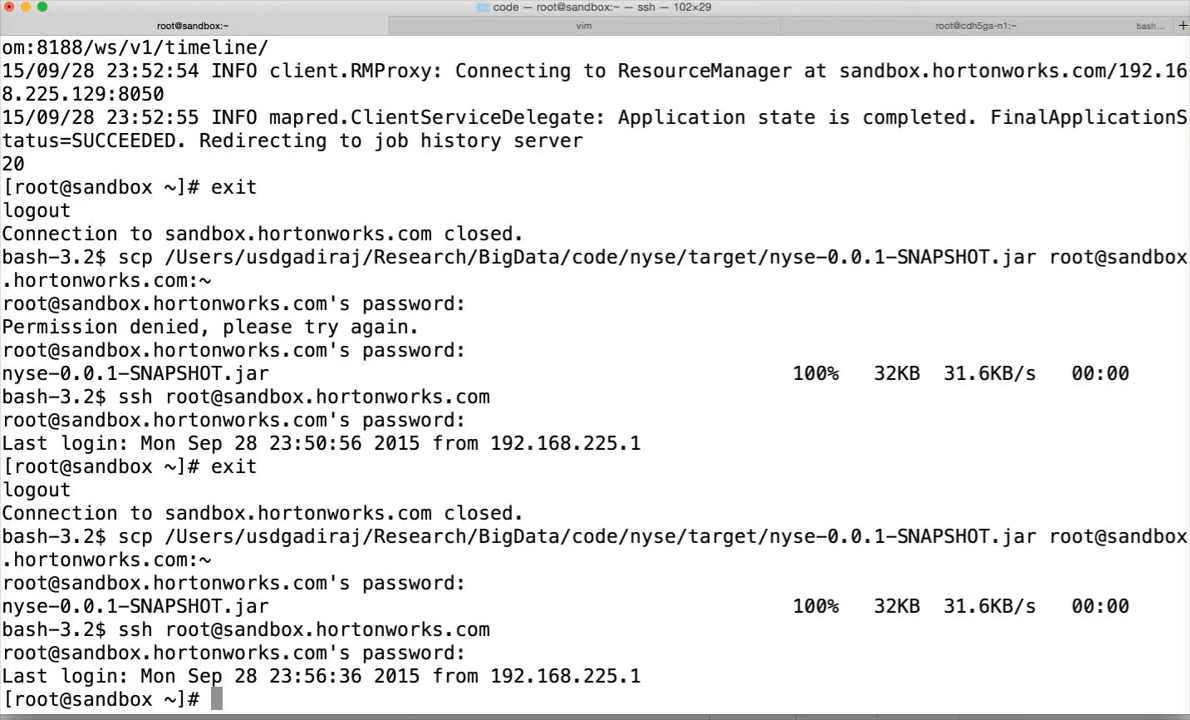 code — root@sandbox:~ — ssh — 102×29
root@sandbox:~ vim root@cdh5ga-n1:~ bash... +
om:8188/ws/v1/timeline/
15/09/28 23:52:54 INFO client.RMProxy: Connecting to ResourceManager at sandbox.hortonworks.com/192.16
8.225.129:8050
15/09/28 23:52:55 INFO mapred.ClientServiceDelegate: Application state is completed. FinalApplicationS
tatus=SUCCEEDED. Redirecting to job history server
20
[root@sandbox ~]# exit
logout
Connection to sandbox.hortonworks.com closed.
bash-3.2$ scp /Users/usdgadiraj/Research/BigData/code/nyse/target/nyse-0.0.1-SNAPSHOT.jar root@sandbox
.hortonworks.com:~
root@sandbox.hortonworks.com's password:
Permission denied, please try again.
root@sandbox.hortonworks.com's password:
nyse-0.0.1-SNAPSHOT.jar 100% 32KB 31.6KB/s 00:00
bash-3.2$ ssh root@sandbox.hortonworks.com
root@sandbox.hortonworks.com's password:
Last login: Mon Sep 28 23:50:56 2015 from 192.168.225.1
[root@sandbox ~]# exit
logout
Connection to sandbox.hortonworks.com closed.
bash-3.2$ scp /Users/usdgadiraj/Research/BigData/code/nyse/target/nyse-0.0.1-SNAPSHOT.jar root@sandbox
.hortonworks.com:~
root@sandbox.hortonworks.com's password:
nyse-0.0.1-SNAPSHOT.jar 100% 32KB 31.6KB/s 00:00
bash-3.2$ ssh root@sandbox.hortonworks.com
root@sandbox.hortonworks.com's password:
Last login: Mon Sep 28 23:56:36 2015 from 192.168.225.1
[root@sandbox ~]#